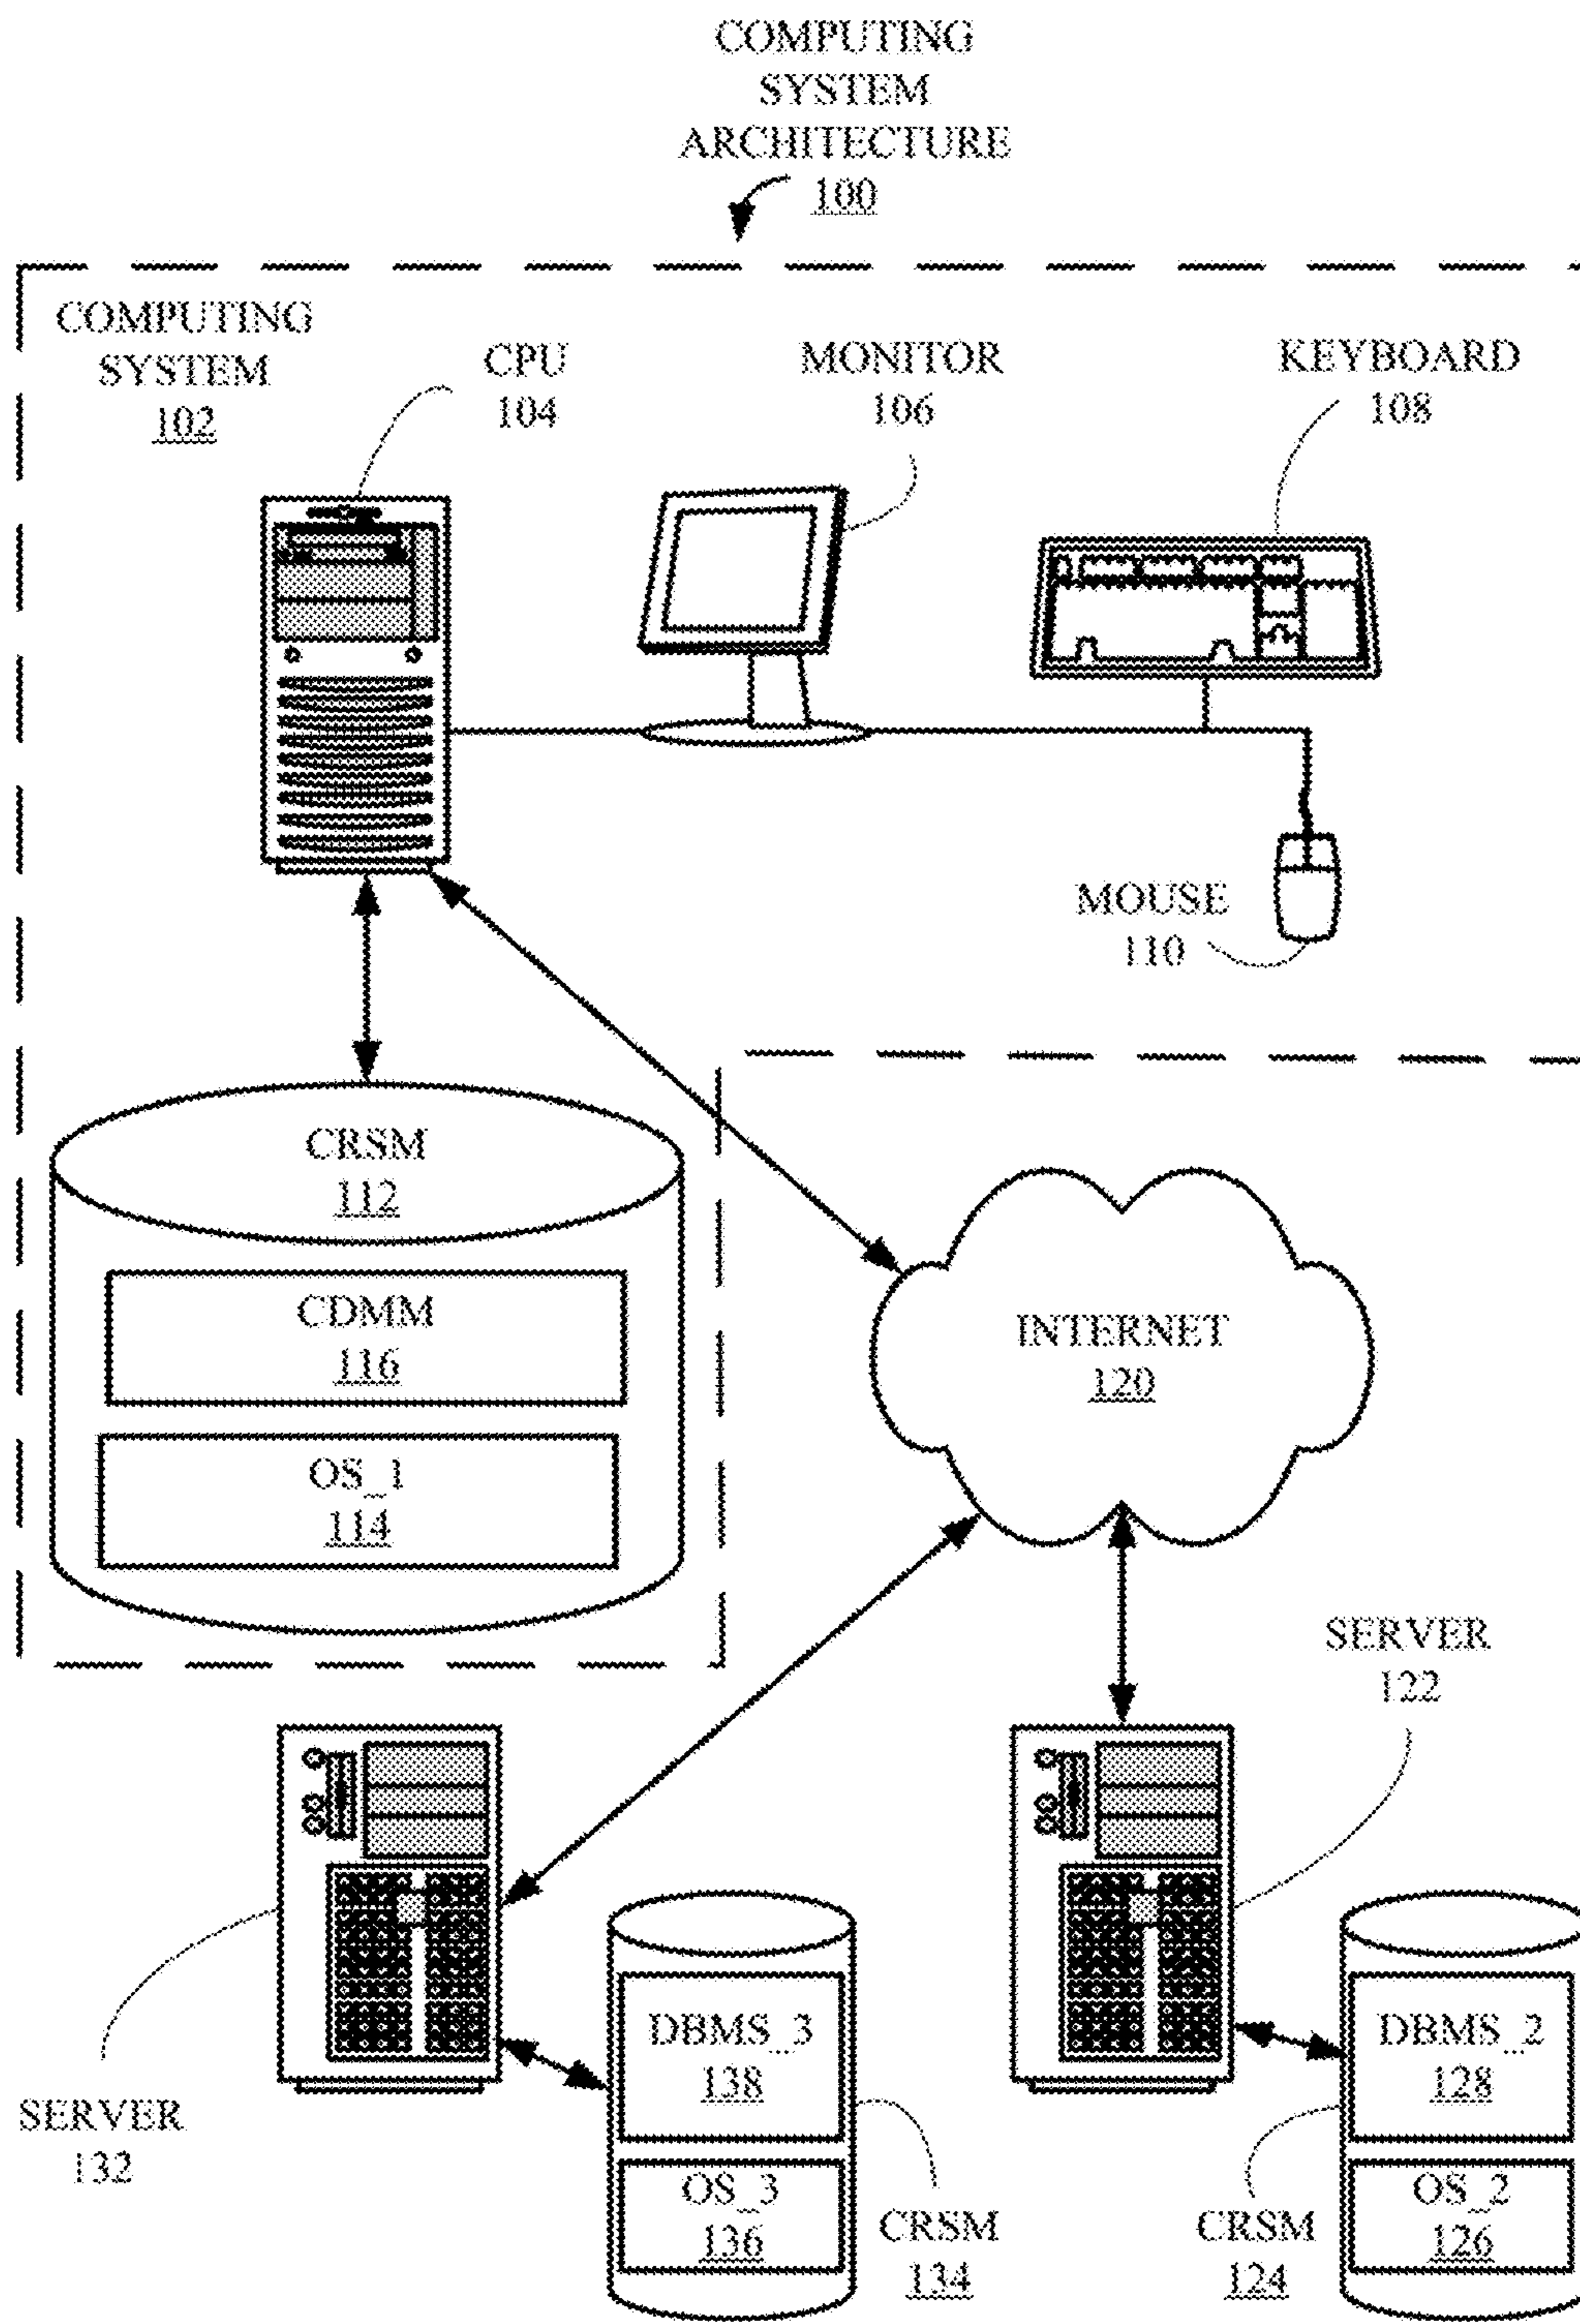 COMPUTING
SYSTEM
ARCHITECTURE
100
COMPUTING
SYSTEM
102
CPU
104
MONITOR
106
KEYBOARD
108
MOUSE
110
CRSM
112
CDMM
116
OS_1
114
INTERNET
120
SERVER
122
SERVER
132
DBMS_3
138
OS_3
136
CRSM
134
DBMS_2
128
OS_2
126
CRSM
124